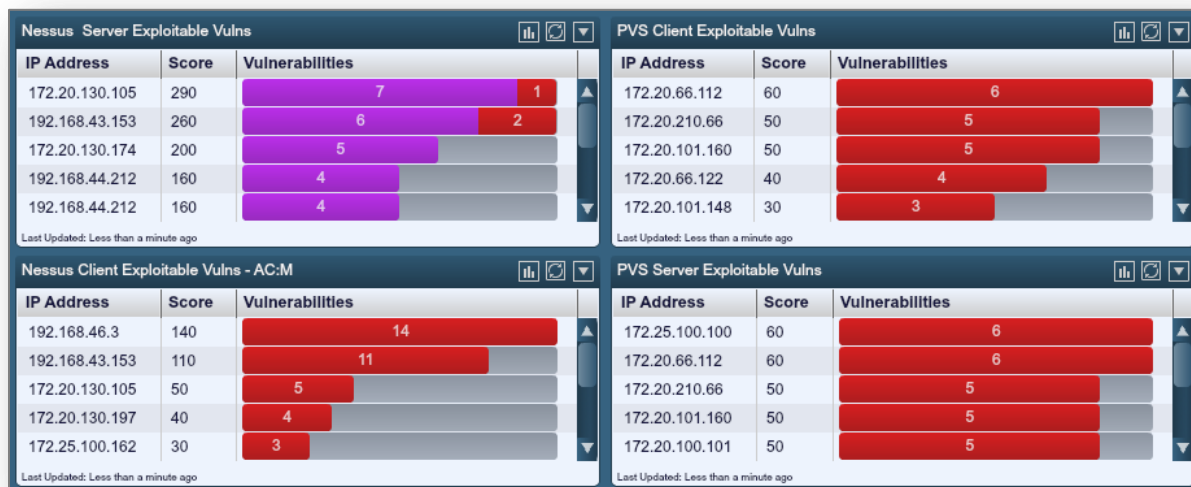 Nessus  Server Exploitable Vulns
IP Address Score Vulnerabilities
172.20.130.105 290 7 1
192.168.43.153 260 6 2
172.20.130.174 200 5
192.168.44.212 160 4
192.168.44.212 160 4
Last Updated: Less than a minute ago
PVS Client Exploitable Vulns
IP Address Score Vulnerabilities
172.20.66.112 60 6
172.20.210.66 50 5
172.20.101.160 50 5
172.20.66.122 40 4
172.20.101.148 30 3
Last Updated: Less than a minute ago
Nessus Client Exploitable Vulns - AC:M
IP Address Score Vulnerabilities
192.168.46.3 140 14
192.168.43.153 110 11
172.20.130.105 50 5
172.20.130.197 40 4
172.25.100.162 30 3
Last Updated: Less than a minute ago
PVS Server Exploitable Vulns
IP Address Score Vulnerabilities
172.25.100.100 60 6
172.20.66.112 60 6
172.20.210.66 50 5
172.20.101.160 50 5
172.20.100.101 50 5
Last Updated: Less than a minute ago